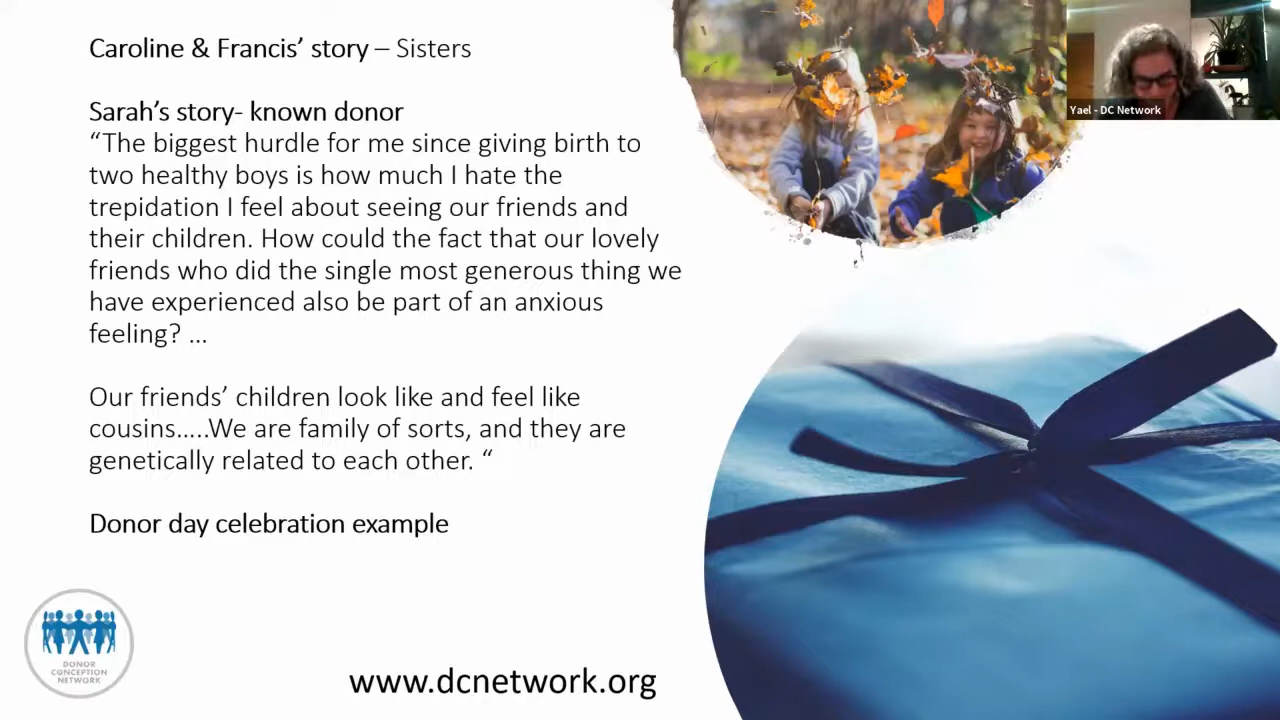 Caroline & Francis’ story – Sisters
Sarah’s story- known donor
“The biggest hurdle for me since giving birth to
two healthy boys is how much I hate the
trepidation I feel about seeing our friends and
their children. How could the fact that our lovely
friends who did the single most generous thing we
have experienced also be part of an anxious
feeling? ...
Our friends’ children look like and feel like
cousins.....We are family of sorts, and they are
genetically related to each other. “
Donor day celebration example
Yael - DC Network
DONOR
CONCEPTION
NETWORK
www.dcnetwork.org